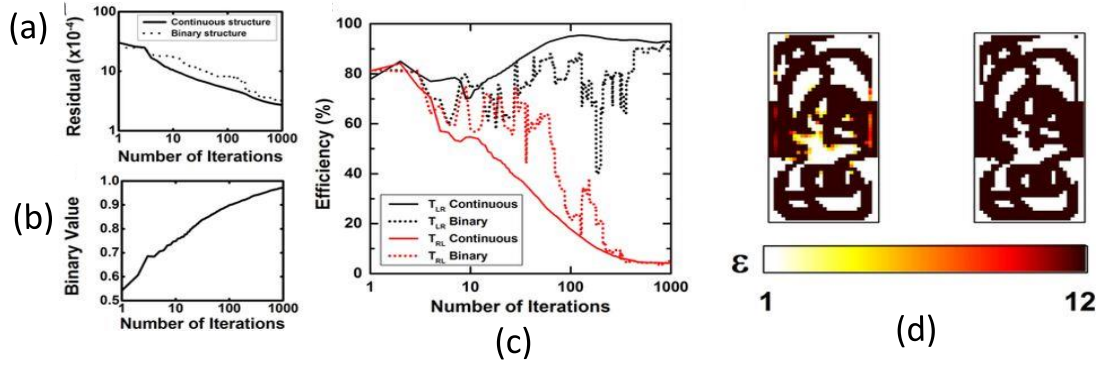 (a)
Residual (x10⁻⁴)
100
10
1
Continuous structure
Binary structure
1 10 100 1000
Number of Iterations
(b)
Binary Value
1.0
0.9
0.8
0.7
0.6
0.5
1 10 100 1000
Number of Iterations
Efficiency (%)
100
80
60
40
20
0
T_LR Continuous
T_LR Binary
T_RL Continuous
T_RL Binary
1 10 100 1000
Number of Iterations
(c)
ε
1 12
(d)